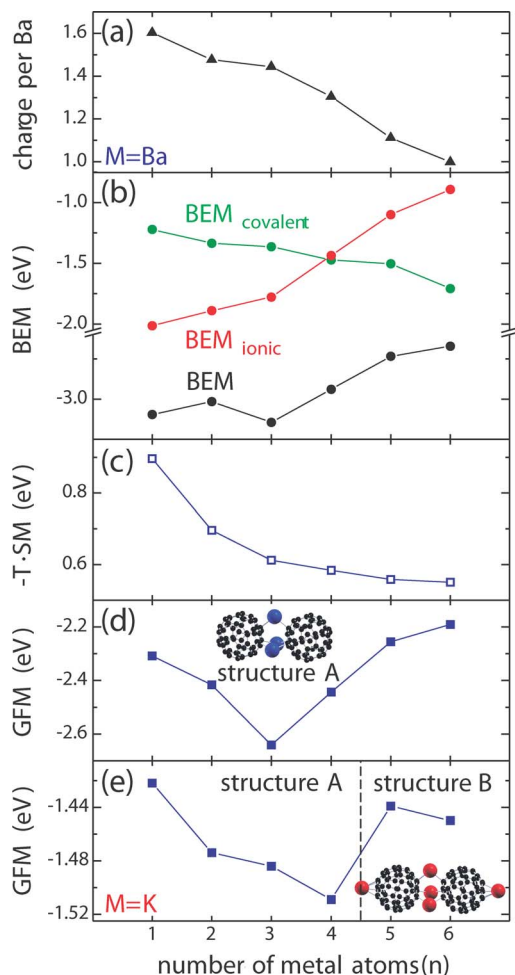 (a)
charge per Ba
1.6
1.4
1.2
1.0
M=Ba
(b)
BEM (eV)
-1.0
-1.5
-2.0
-3.0
BEM covalent
BEM ionic
BEM
(c)
-T·SM (eV)
0.8
0.6
(d)
GFM (eV)
-2.2
-2.4
-2.6
structure A
(e)
structure A structure B
GFM (eV)
-1.44
-1.48
-1.52
M=K
1 2 3 4 5 6
number of metal atoms(n)